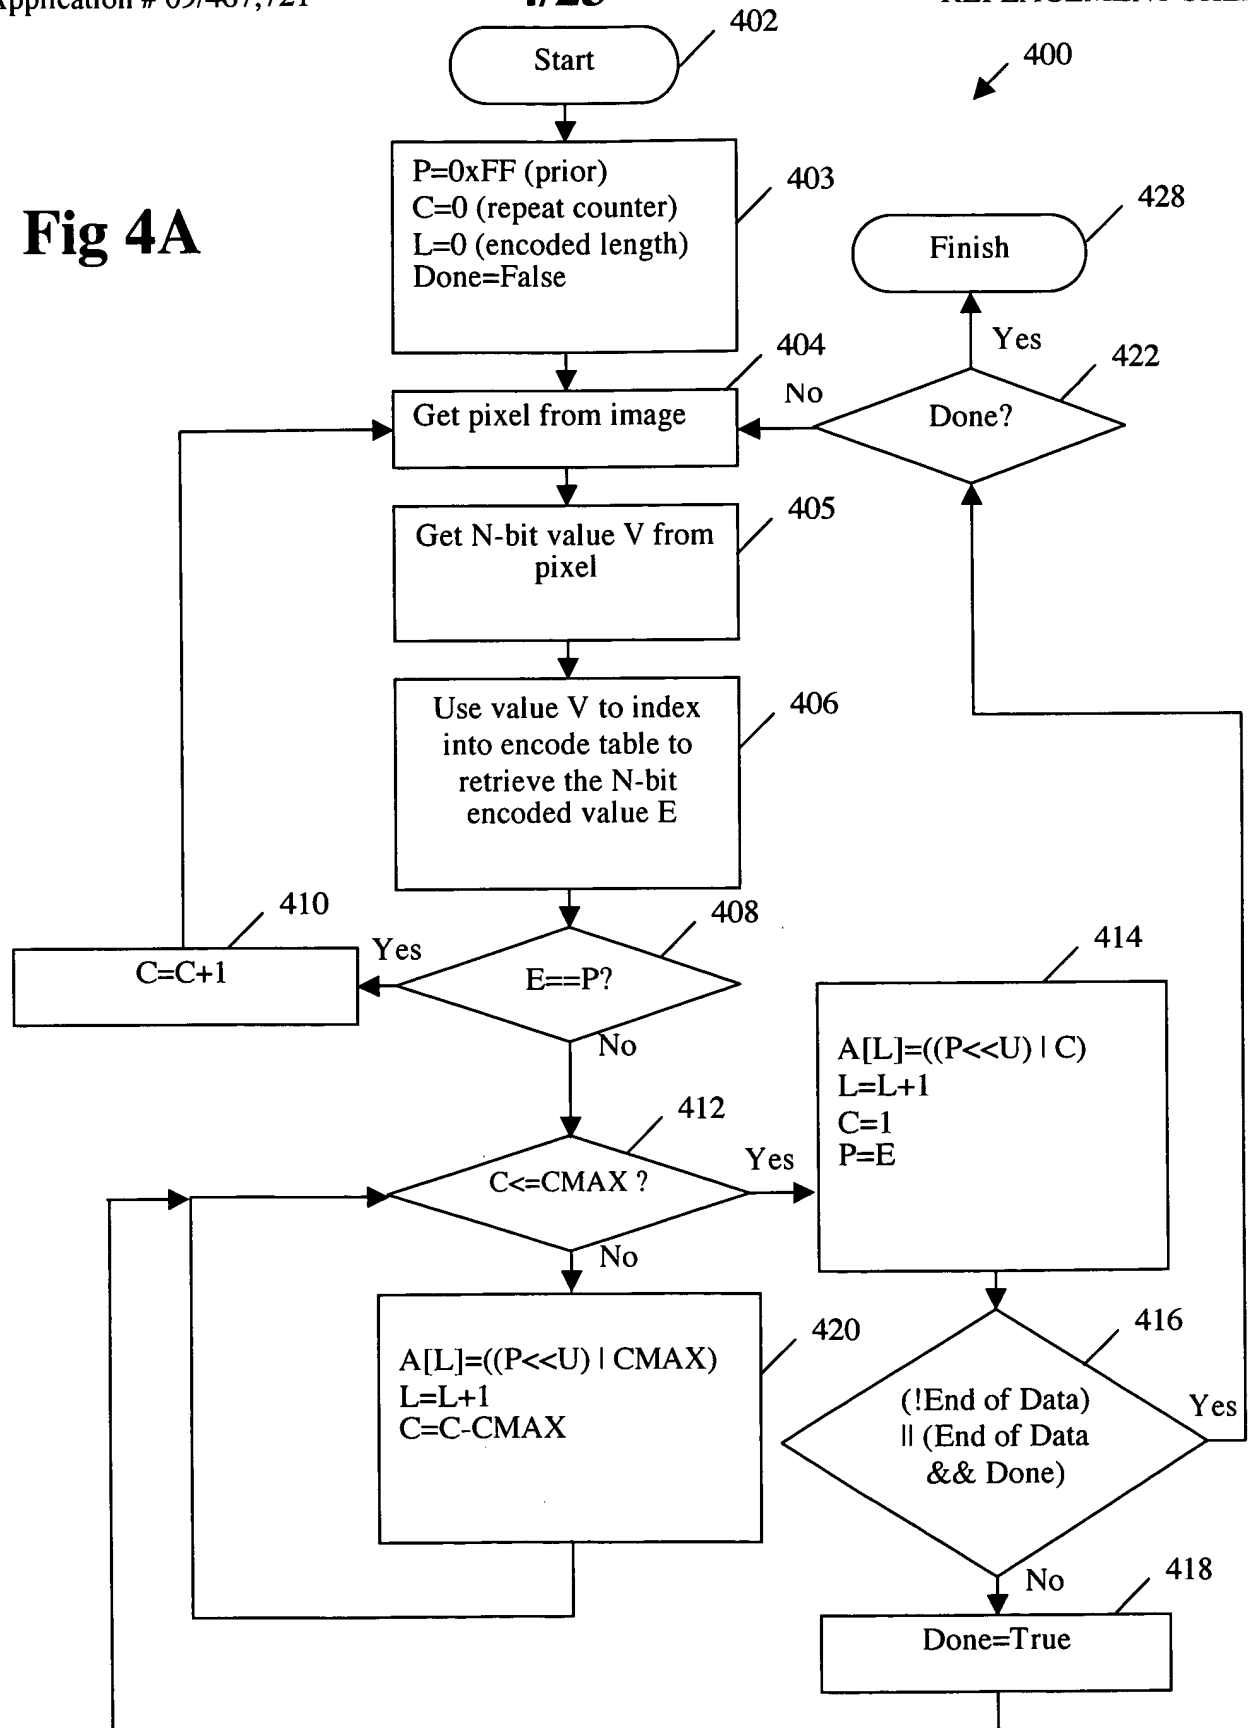 4/25
402
Start
400
P=0xFF (prior)
C=0 (repeat counter)
L=0 (encoded length)
Done=False
403
428
Fig 4A
Finish
Yes
404
422
No
Get pixel from image
Done?
405
Get N-bit value V from
pixel
406
Use value V to index
into encode table to
retrieve the N-bit
encoded value E
410
408
Yes
C=C+1
E==P?
414
No
A[L]=((P<<U) | C)
L=L+1
C=1
P=E
412
Yes
C<=CMAX ?
No
420
416
A[L]=((P<<U) | CMAX)
L=L+1
C=C-CMAX
(!End of Data)
|| (End of Data
&& Done)
Yes
No
418
Done=True